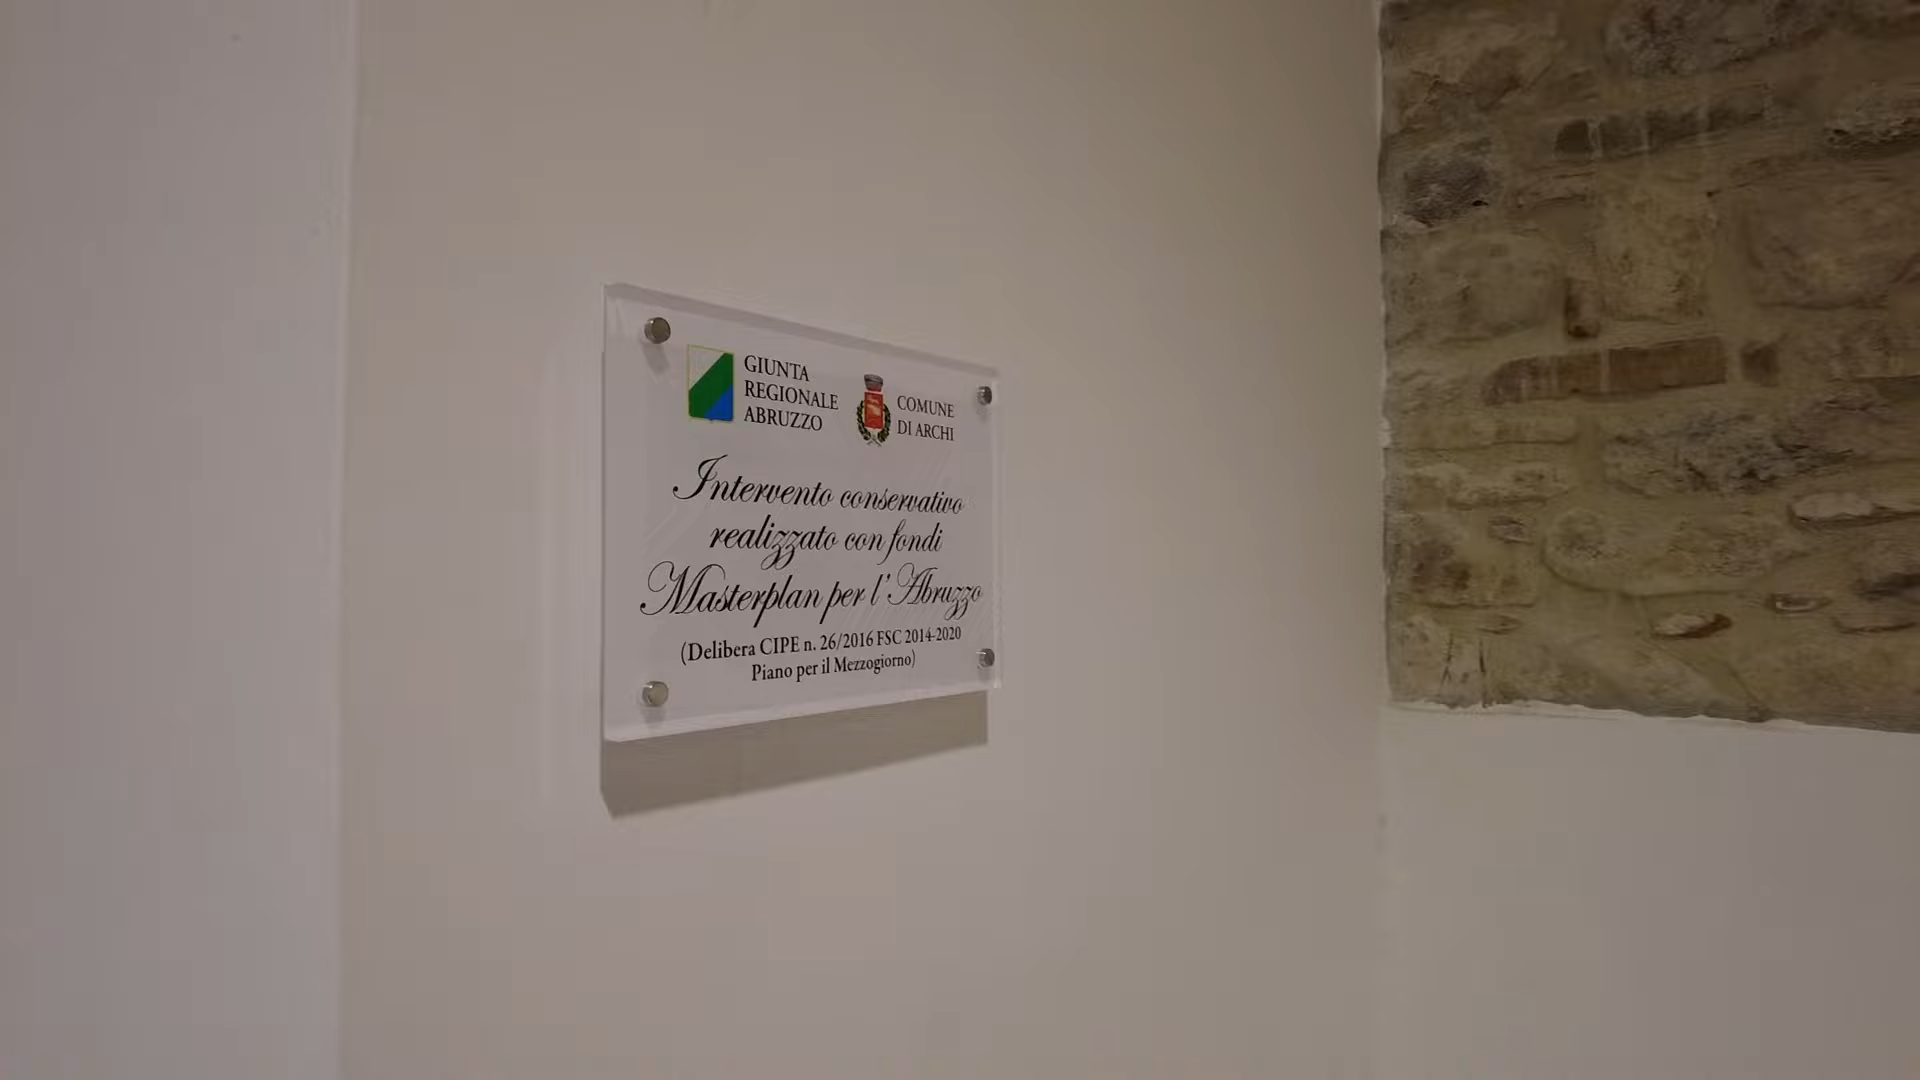 GIUNTA
REGIONALE
ABRUZZO
COMUNE
DI ARCHI
Intervento conservativo
realizzato con fondi
Masterplan per l'Abruzzo
(Delibera CIPE n. 26/2016 FSC 2014-2020
Piano per il Mezzogiorno)